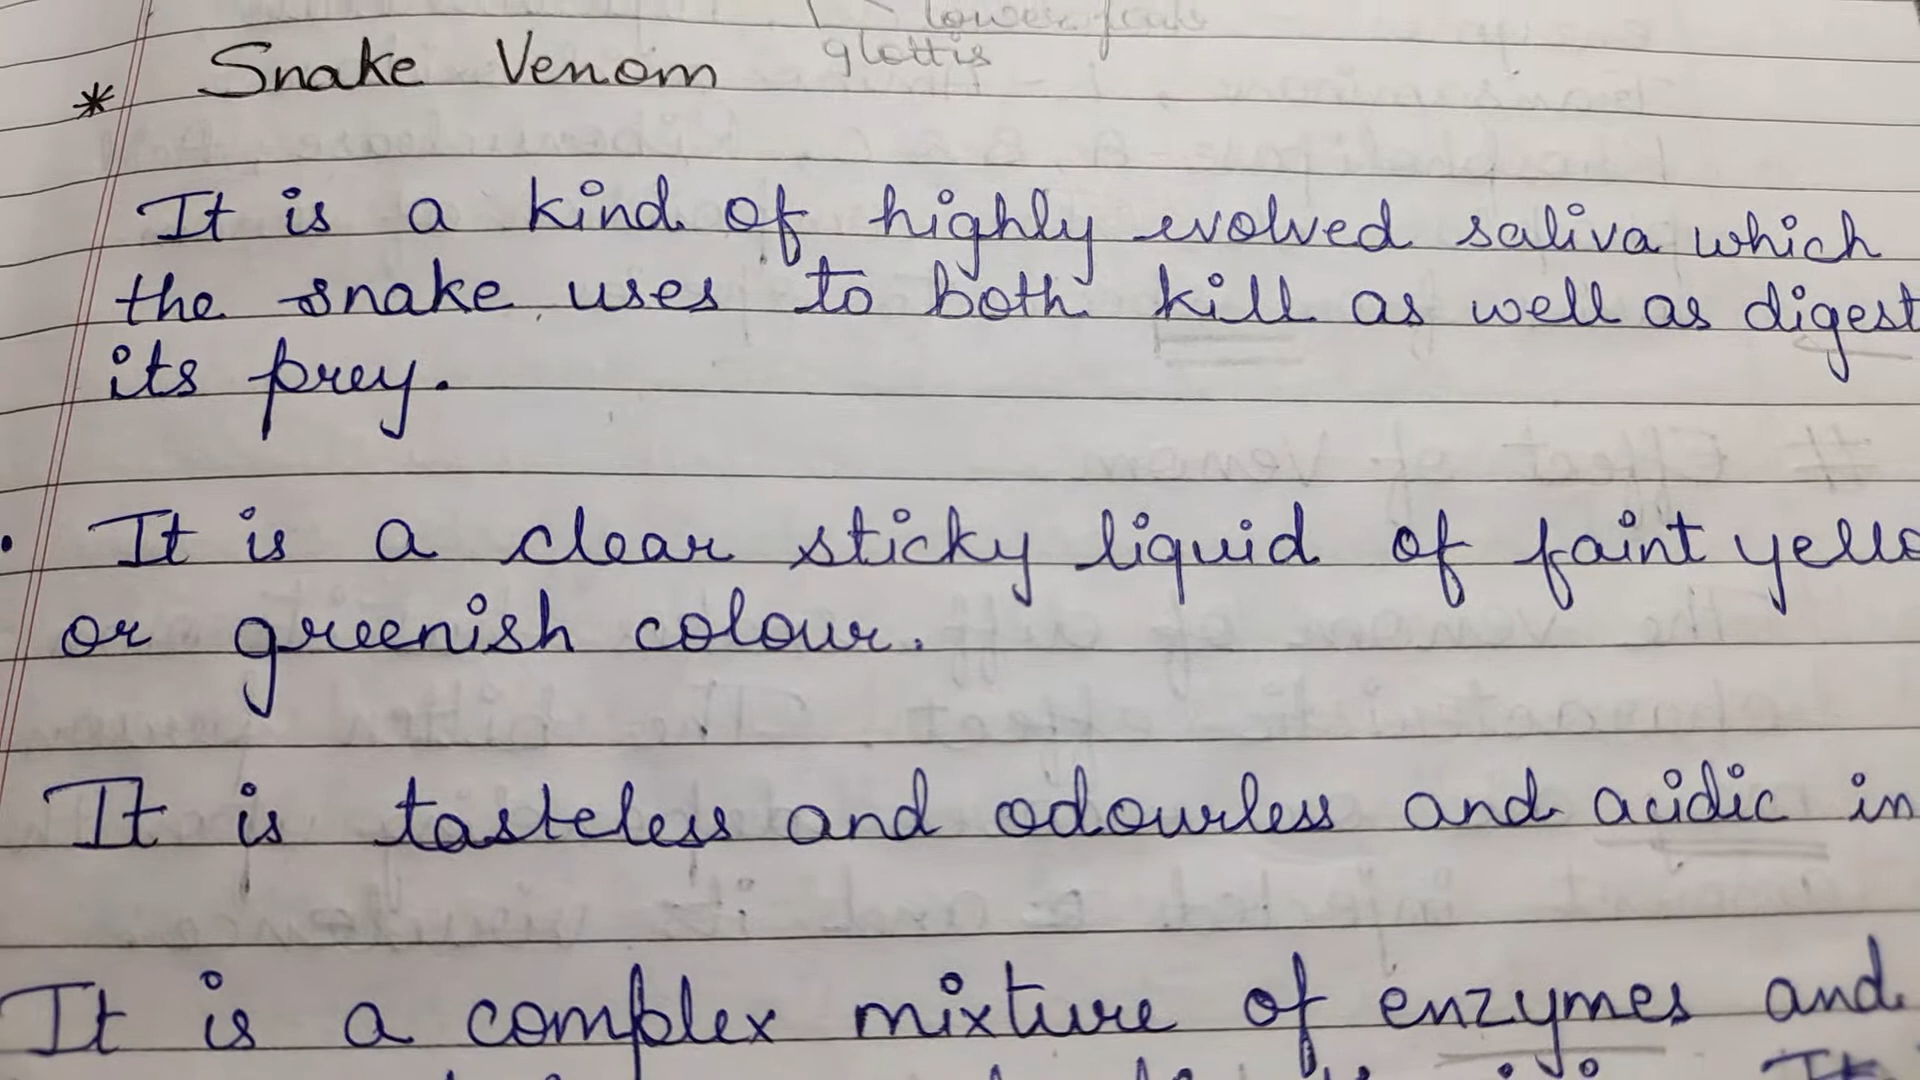 glottis
* Snake Venom
It is a kind of highly evolved saliva which
the snake uses to both kill as well as digest
its prey.
. It is a clear sticky liquid of faint yello
or greenish colour.
It is tasteless and odourless and acidic in
It is a complex mixture of enzymes and